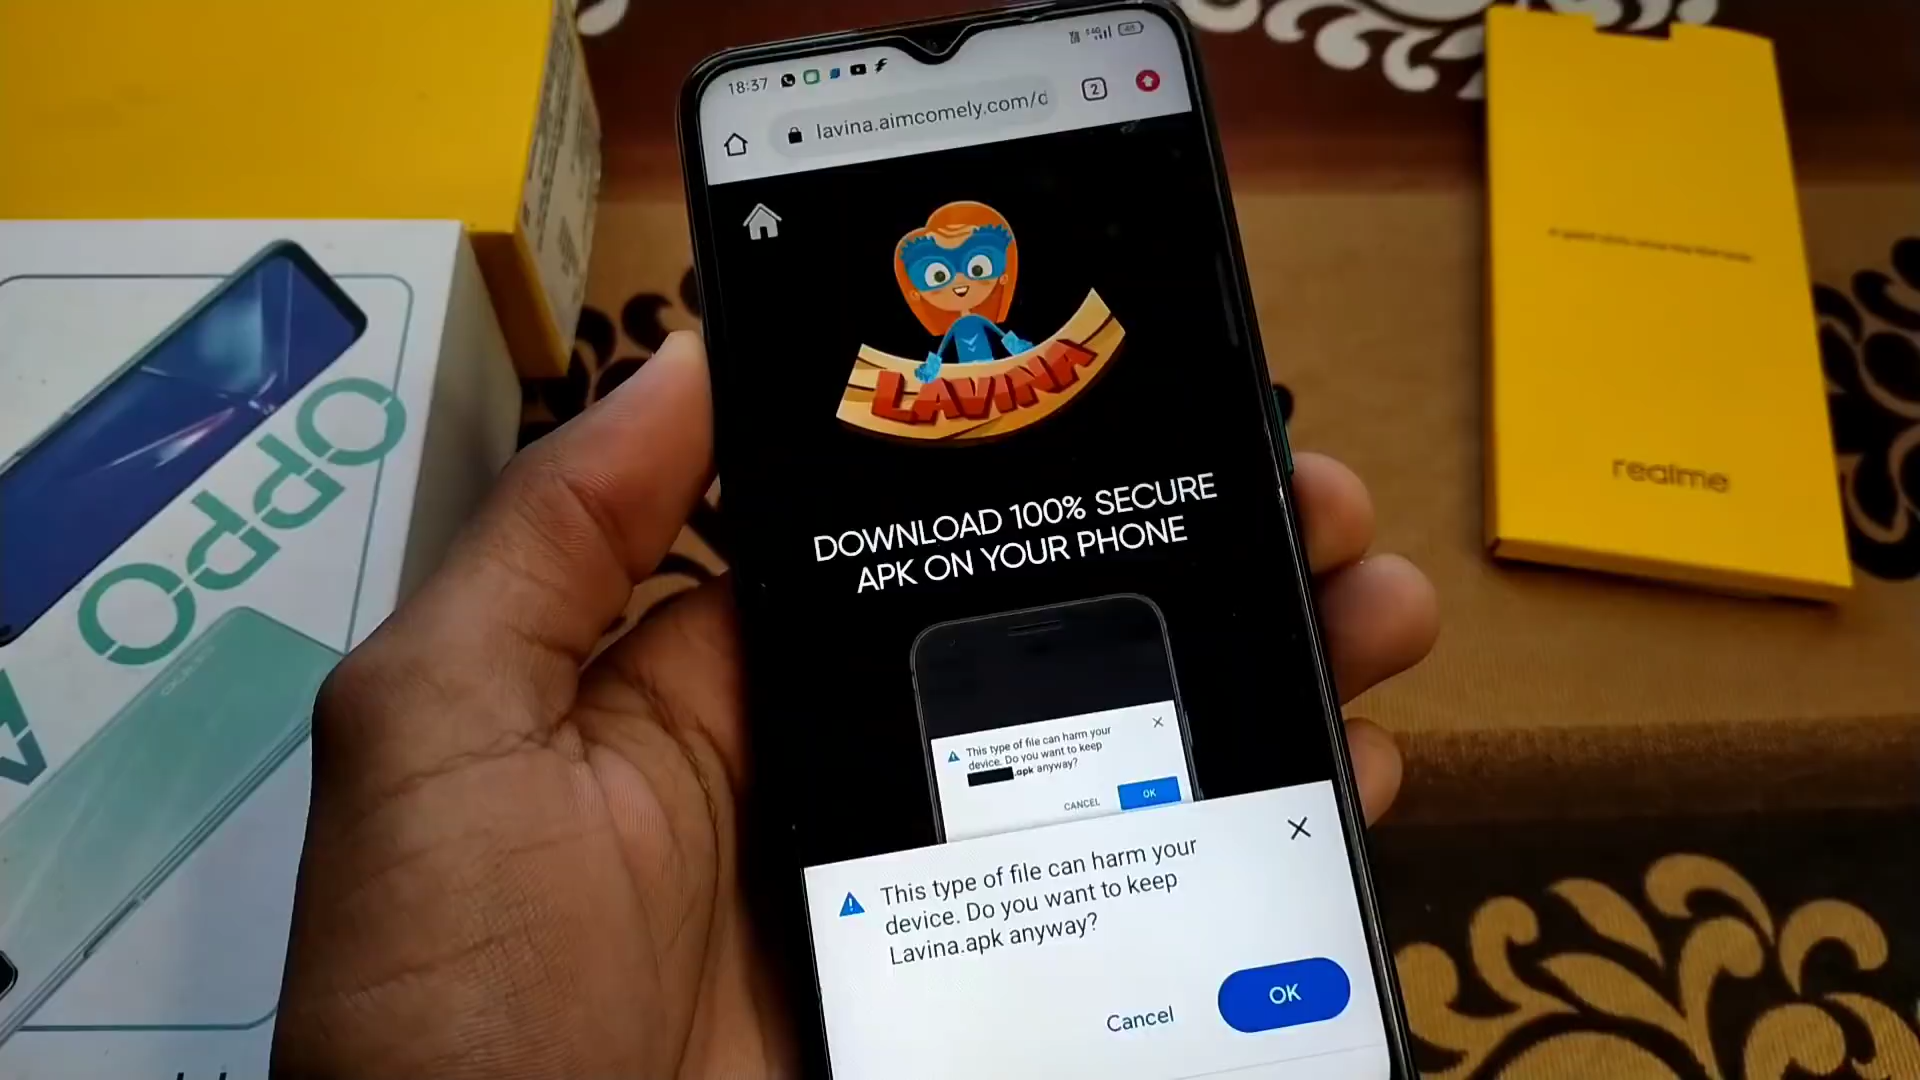 18:37
lavina.aimcomely.com/d
2
LAVINA
DOWNLOAD 100% SECURE
APK ON YOUR PHONE
This type of file can harm your
device. Do you want to keep
.apk anyway?
CANCEL
OK
This type of file can harm your
device. Do you want to keep
Lavina.apk anyway?
Cancel
OK
OPPO
A
realme